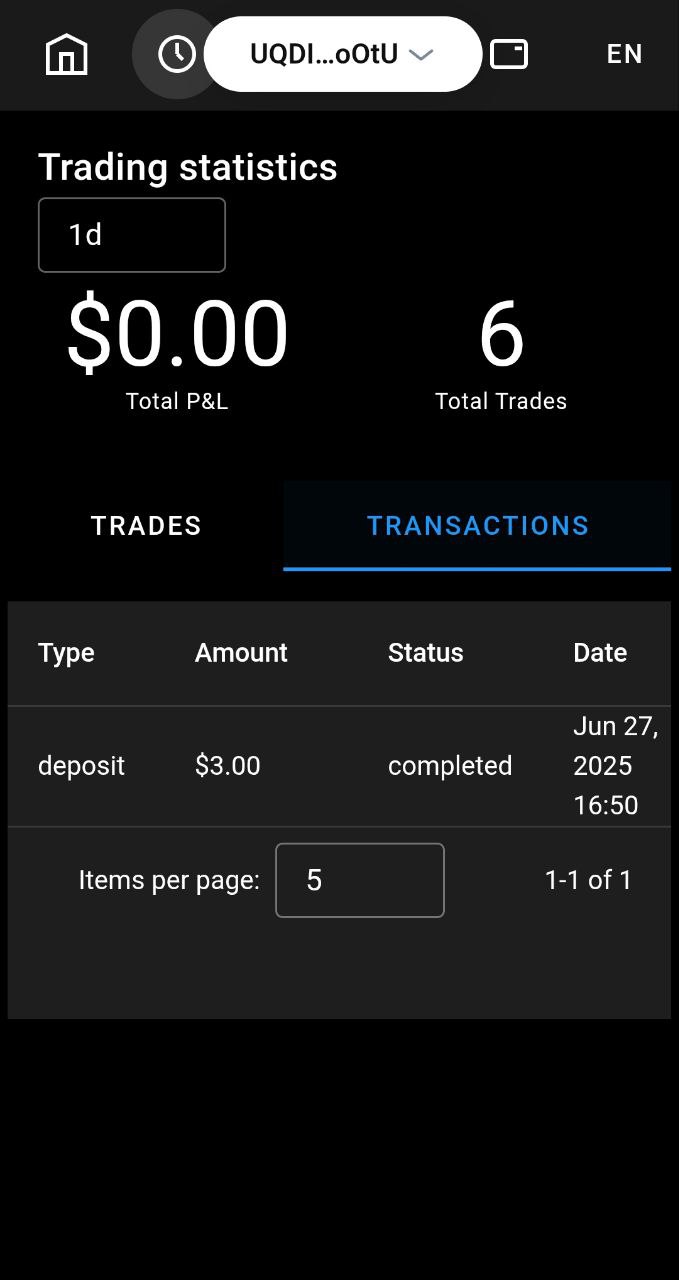 UQDI...oOtU
EN
Trading statistics
1d
$0.00 6
Total P&L Total Trades
TRADES TRANSACTIONS
Type Amount Status Date
deposit $3.00 completed Jun 27,
2025
16:50
Items per page: 5 1-1 of 1